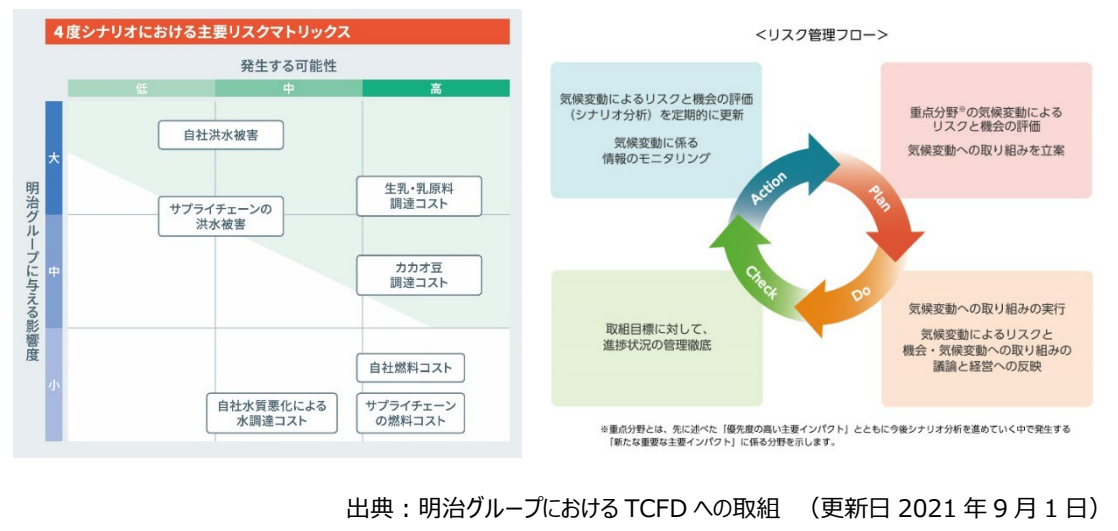 4度シナリオにおける主要リスクマトリックス
発生する可能性
低
中
高
明治グループに与える影響度
大
中
小
自社洪水被害
サプライチェーンの
洪水被害
生乳・乳原料
調達コスト
カカオ豆
調達コスト
自社燃料コスト
自社水質悪化による
水調達コスト
サプライチェーン
の燃料コスト
<リスク管理フロー>
気候変動によるリスクと機会の評価
（シナリオ分析）を定期的に更新
気候変動に係る
情報のモニタリング
重点分野※の気候変動による
リスクと機会の評価
気候変動への取り組みを立案
Action
Plan
Check
Do
取組目標に対して、
進捗状況の管理徹底
気候変動への取り組みの実行
気候変動によるリスクと
機会・気候変動への取り組みの
議論と経営への反映
※重点分野とは、先に述べた「優先度の高い主要インパクト」とともに今後シナリオ分析を進めていく中で発生する
「新たな重要な主要インパクト」に係る分野を示します。
出典：明治グループにおける TCFD への取組　（更新日 2021 年 9 月 1 日）